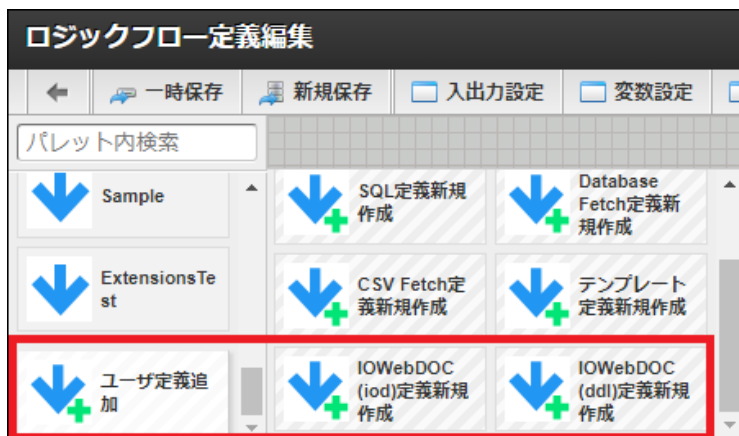 ロジックフロー定義編集
一時保存
新規保存
入出力設定
変数設定
パレット内検索
Sample
SQL定義新規
作成
Database
Fetch定義新
規作成
ExtensionsTe
st
CSV Fetch定
義新規作成
テンプレート
定義新規作成
ユーザ定義追
加
IOWebDOC
(iod)定義新規
作成
IOWebDOC
(ddl)定義新規
作成